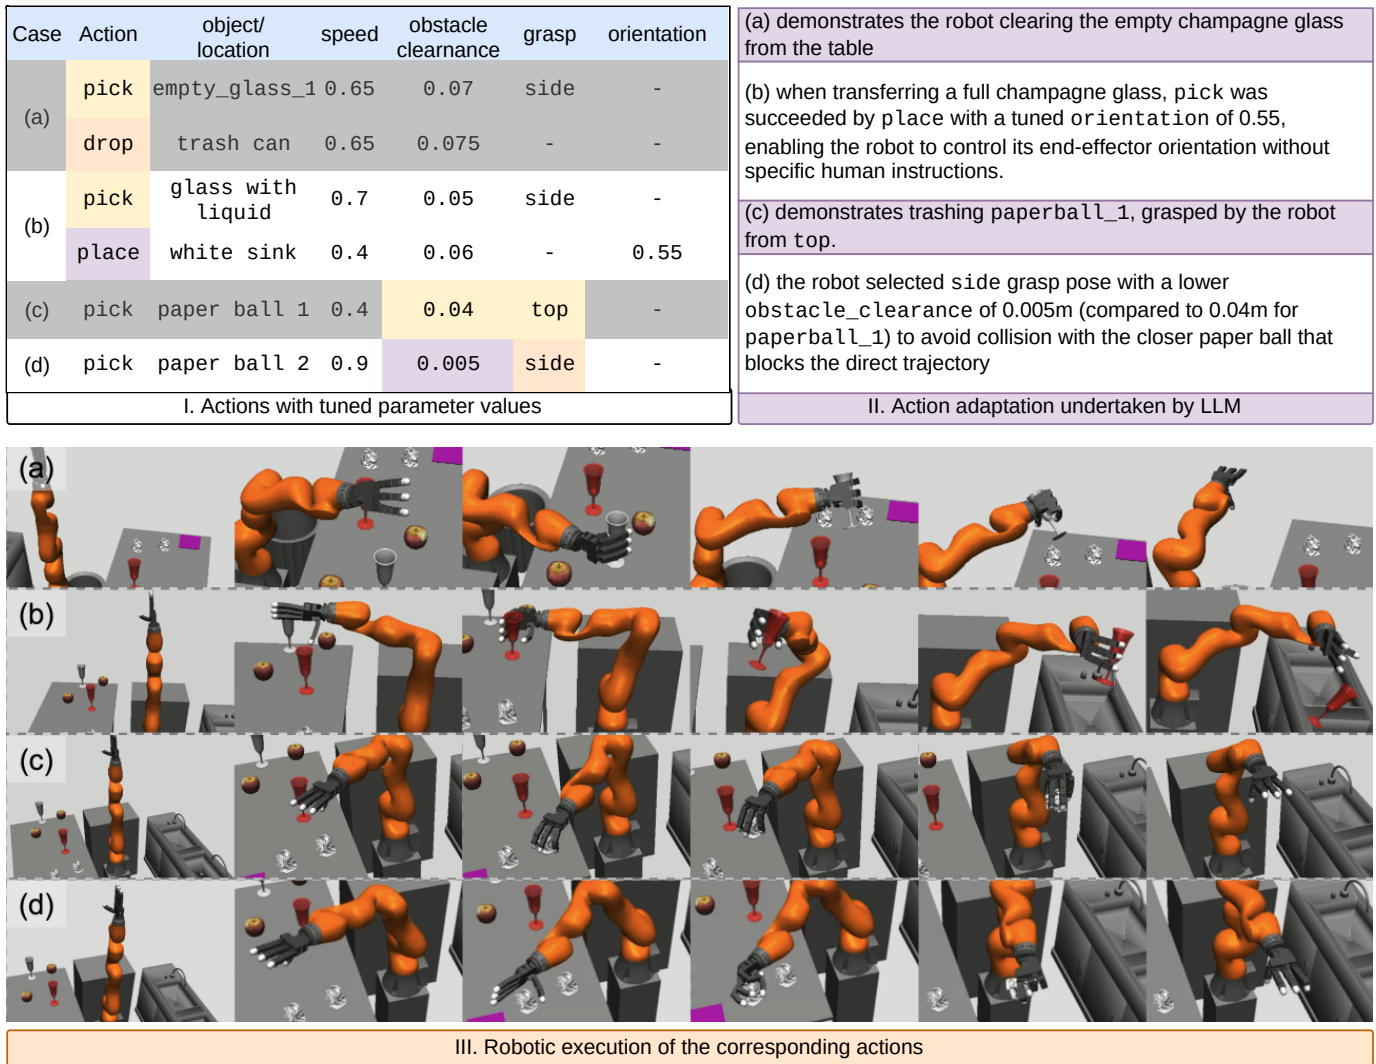 Case Action object/ location speed obstacle clearnance grasp orientation
(a) pick empty_glass_1 0.65 0.07 side -
drop trash can 0.65 0.075 - -
(b) pick glass with liquid 0.7 0.05 side -
place white sink 0.4 0.06 - 0.55
(c) pick paper ball 1 0.4 0.04 top -
(d) pick paper ball 2 0.9 0.005 side -
I. Actions with tuned parameter values
(a) demonstrates the robot clearing the empty champagne glass
from the table
(b) when transferring a full champagne glass, pick was
succeeded by place with a tuned orientation of 0.55,
enabling the robot to control its end-effector orientation without
specific human instructions.
(c) demonstrates trashing paperball_1, grasped by the robot
from top.
(d) the robot selected side grasp pose with a lower
obstacle_clearance of 0.005m (compared to 0.04m for
paperball_1) to avoid collision with the closer paper ball that
blocks the direct trajectory
II. Action adaptation undertaken by LLM
(a)
(b)
(c)
(d)
III. Robotic execution of the corresponding actions